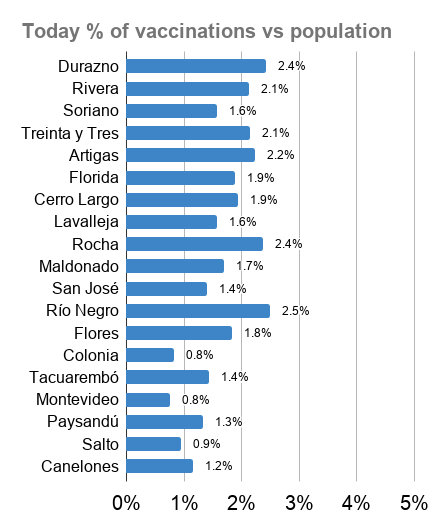 Today % of vaccinations vs population
Durazno 2.4%
Rivera 2.1%
Soriano 1.6%
Treinta y Tres 2.1%
Artigas 2.2%
Florida 1.9%
Cerro Largo 1.9%
Lavalleja 1.6%
Rocha 2.4%
Maldonado 1.7%
San José 1.4%
Río Negro 2.5%
Flores 1.8%
Colonia 0.8%
Tacuarembó 1.4%
Montevideo 0.8%
Paysandú 1.3%
Salto 0.9%
Canelones 1.2%
0% 1% 2% 3% 4% 5%